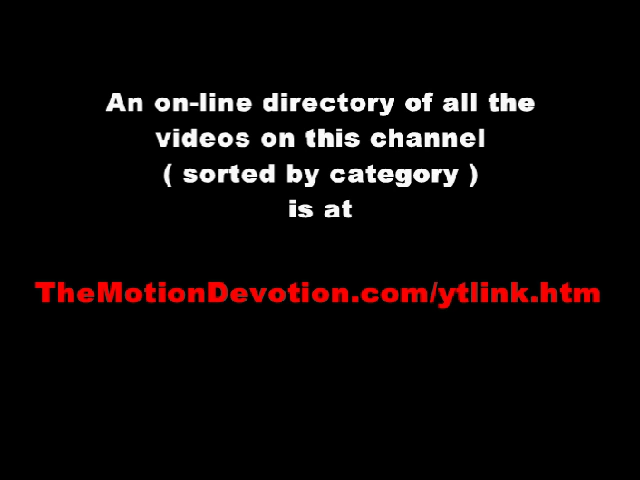 An on-line directory of all the
videos on this channel
( sorted by category )
is at
TheMotionDevotion.com/ytlink.htm